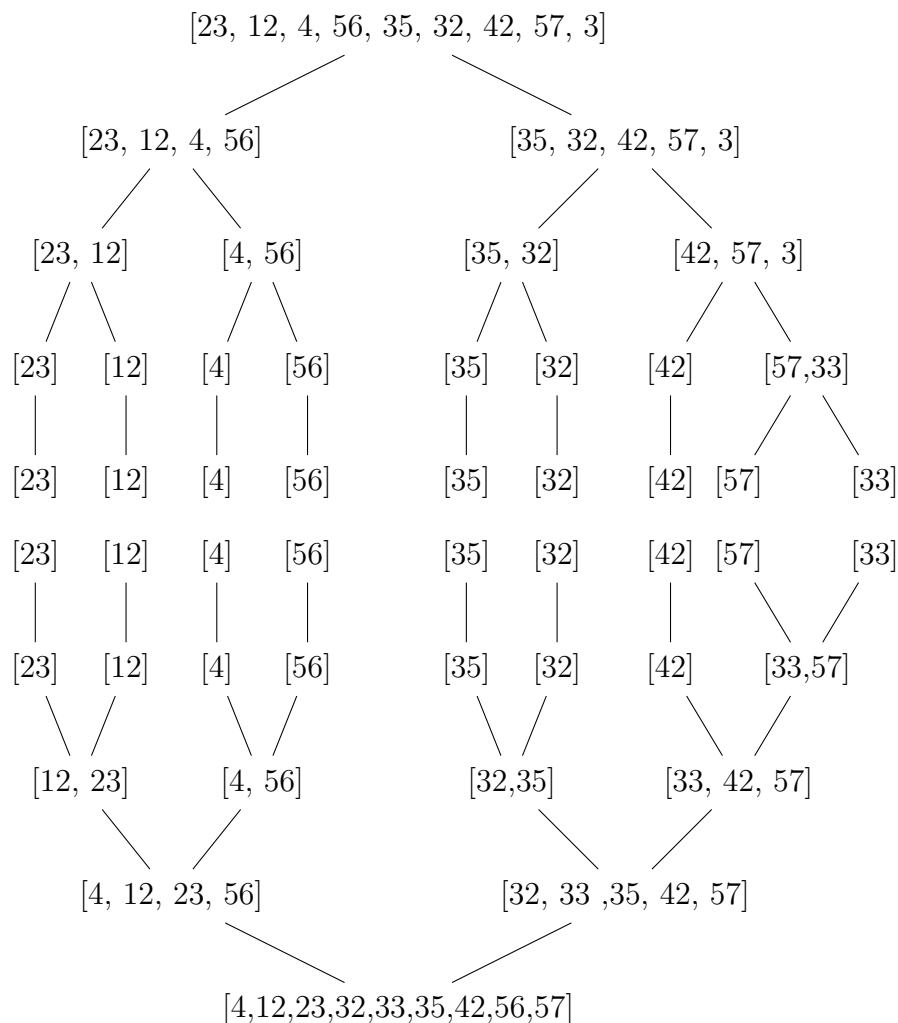 [23, 12, 4, 56, 35, 32, 42, 57, 3]
[23, 12, 4, 56] [35, 32, 42, 57, 3]
[23, 12] [4, 56] [35, 32] [42, 57, 3]
[23] [12] [4] [56] [35] [32] [42] [57,33]
[23] [12] [4] [56] [35] [32] [42] [57] [33]
[23] [12] [4] [56] [35] [32] [42] [57] [33]
[23] [12] [4] [56] [35] [32] [42] [33,57]
[12, 23] [4, 56] [32,35] [33, 42, 57]
[4, 12, 23, 56] [32, 33 ,35, 42, 57]
[4,12,23,32,33,35,42,56,57]